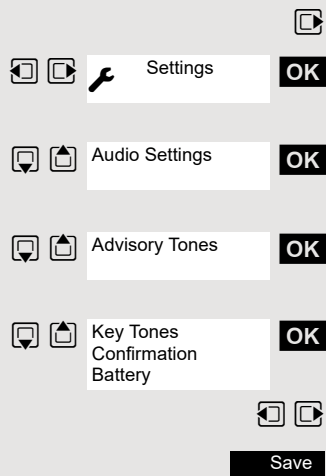 Settings OK
Audio Settings OK
Advisory Tones OK
Key Tones OK
Confirmation
Battery
Save